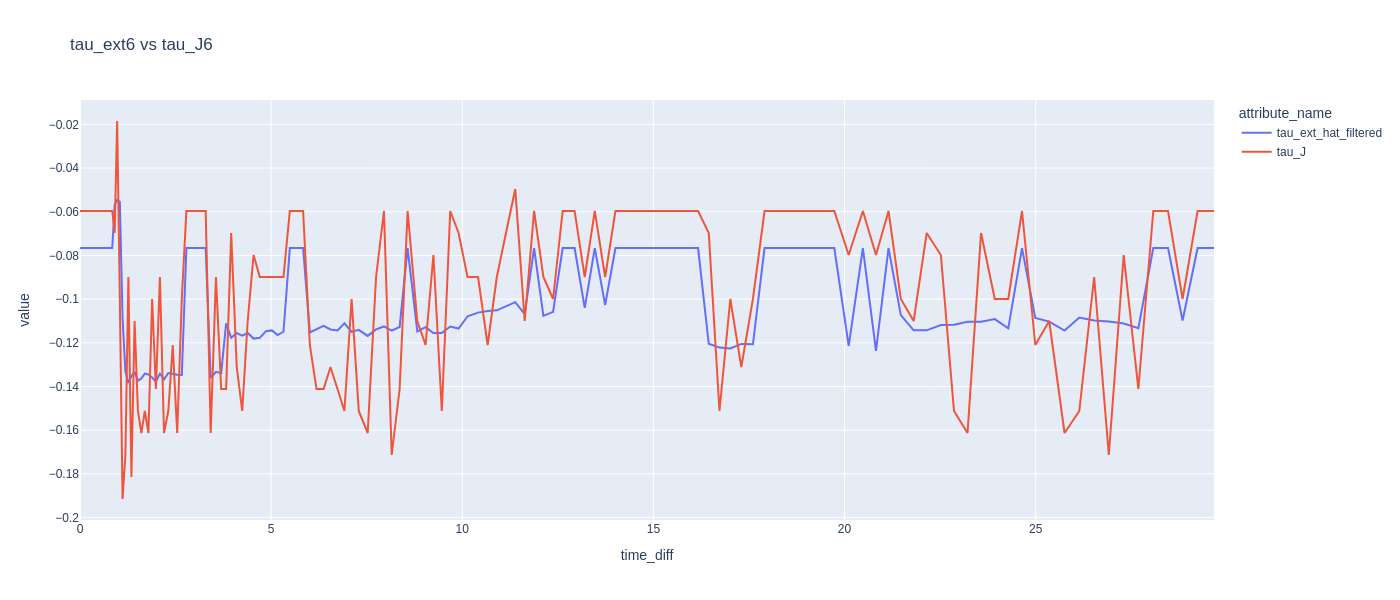 tau_ext6 vs tau_J6
attribute_name
tau_ext_hat_filtered
tau_J
value
−0.02
−0.04
−0.06
−0.08
−0.1
−0.12
−0.14
−0.16
−0.18
−0.2
0
5
10
15
20
25
time_diff